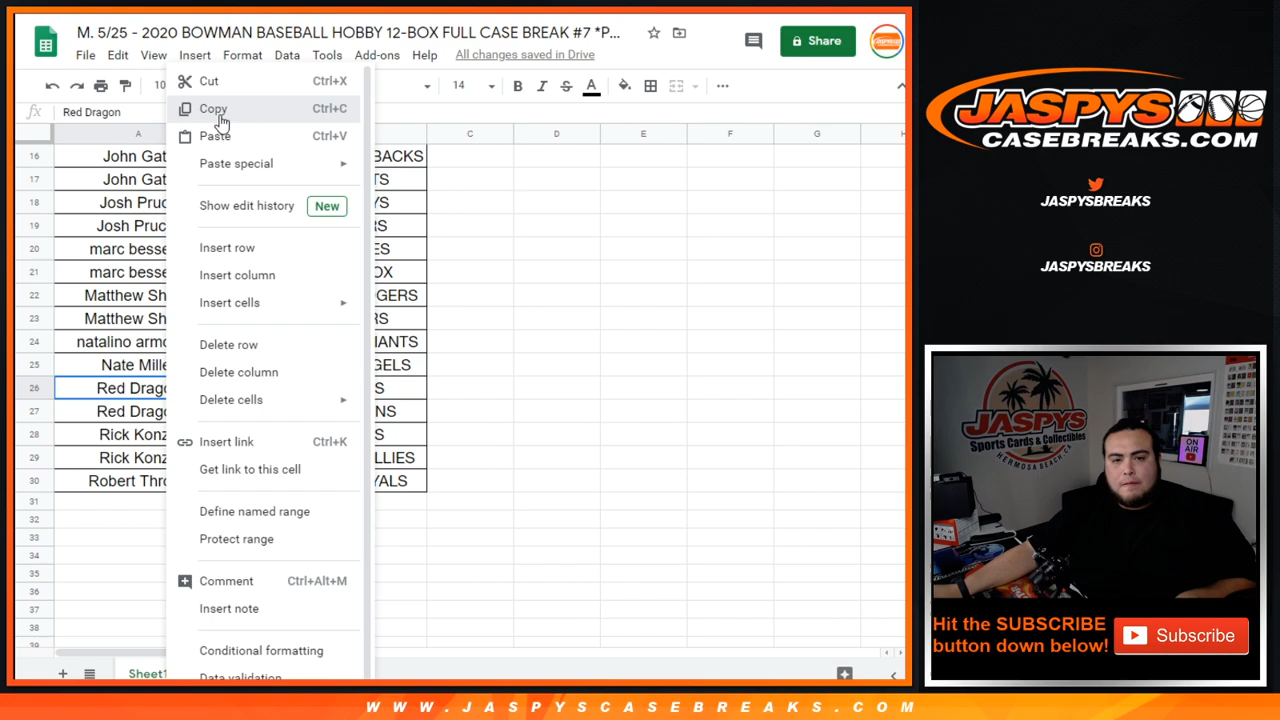 M. 5/25 - 2020 BOWMAN BASEBALL HOBBY 12-BOX FULL CASE BREAK #7 *P...
File Edit View Insert Format Data Tools Add-ons Help All changes saved in Drive
Share
10
14 B I S A
fx Red Dragon
A C D E F G H
16 John Gat BACKS
17 John Gat TS
18 Josh Pruc YS
19 Josh Pruc RS
20 marc besse ES
21 marc besse OX
22 Matthew Sh GERS
23 Matthew Sh RS
24 natalino armo IANTS
25 Nate Mille GELS
26 Red Drago S
27 Red Drago NS
28 Rick Konz S
29 Rick Konz LLIES
30 Robert Thro YALS
31
32
33
34
35
36
37
38
39
Cut Ctrl+X
Copy Ctrl+C
Paste Ctrl+V
Paste special
Show edit history New
Insert row
Insert column
Insert cells
Delete row
Delete column
Delete cells
Insert link Ctrl+K
Get link to this cell
Define named range
Protect range
Comment Ctrl+Alt+M
Insert note
Conditional formatting
Data validation
Sheet1
JASPYS
CASEBREAKS.COM
JASPYSBREAKS
JASPYSBREAKS
JASPYS
Sports Cards & Collectibles
HERMOSA BEACH, CA
ON AIR
Hit the SUBSCRIBE
button down below!
Subscribe
WWW.JASPYSCASEBREAKS.COM